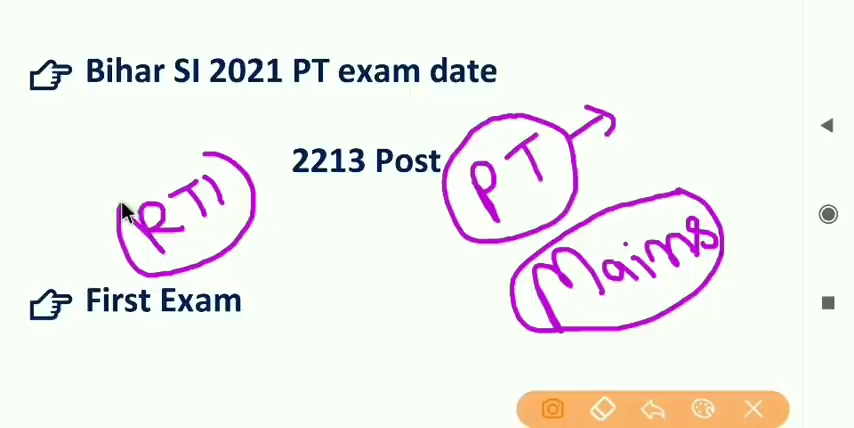 Bihar SI 2021 PT exam date
2213 Post
PT
RTI
Mains
First Exam